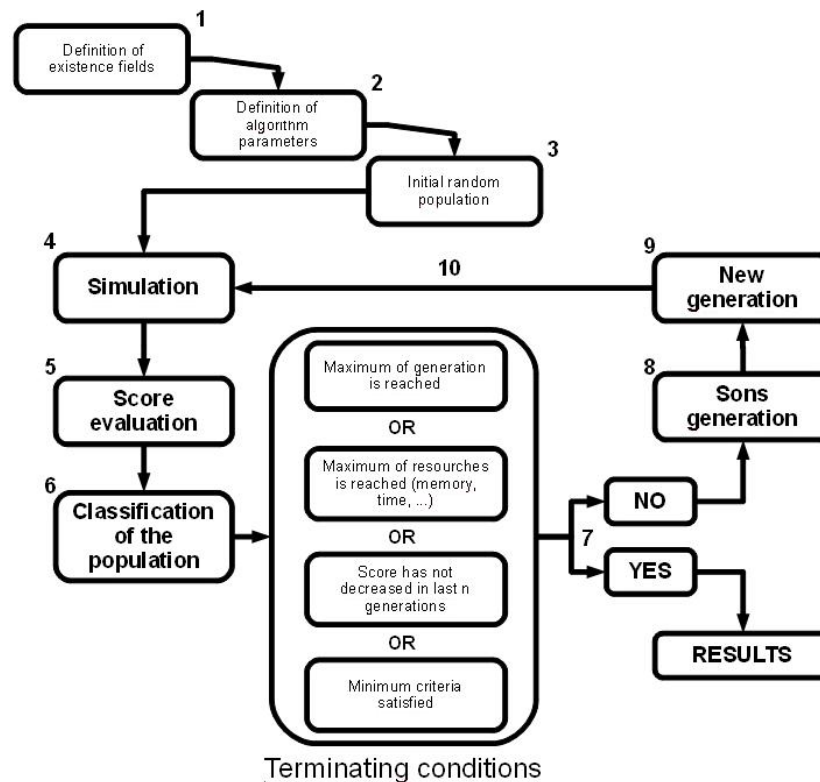 1
Definition of
existence fields
2
Definition of
algorithm
parameters
3
Initial random
population
4
Simulation
10
9
New
generation
5
Score
evaluation
8
Sons
generation
6
Classification
of the
population
Maximum of generation
is reached
OR
Maximum of resourches
is reached (memory,
time, ...)
OR
Score has not
decreased in last n
generations
OR
Minimum criteria
satisfied
7
NO
YES
RESULTS
Terminating conditions